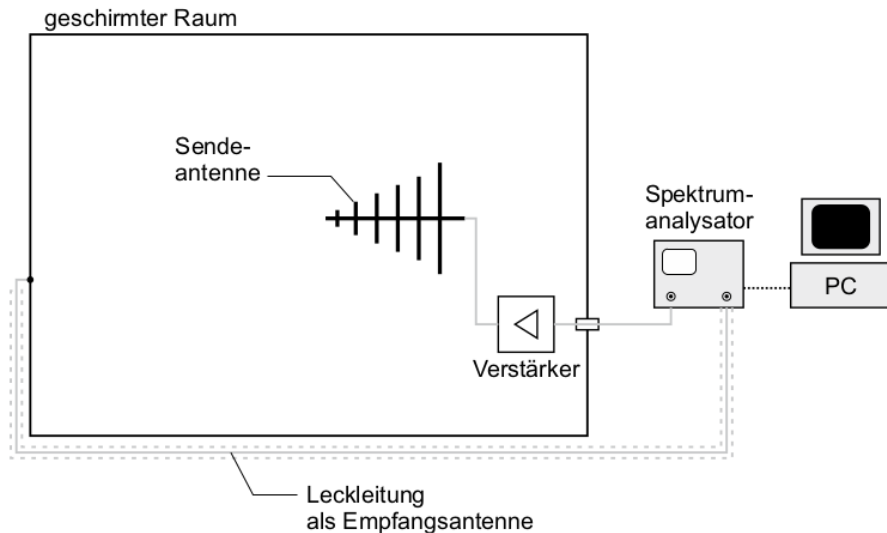 geschirmter Raum
Sende-
antenne
Spektrum-
analysator
PC
Verstärker
Leckleitung
als Empfangsantenne